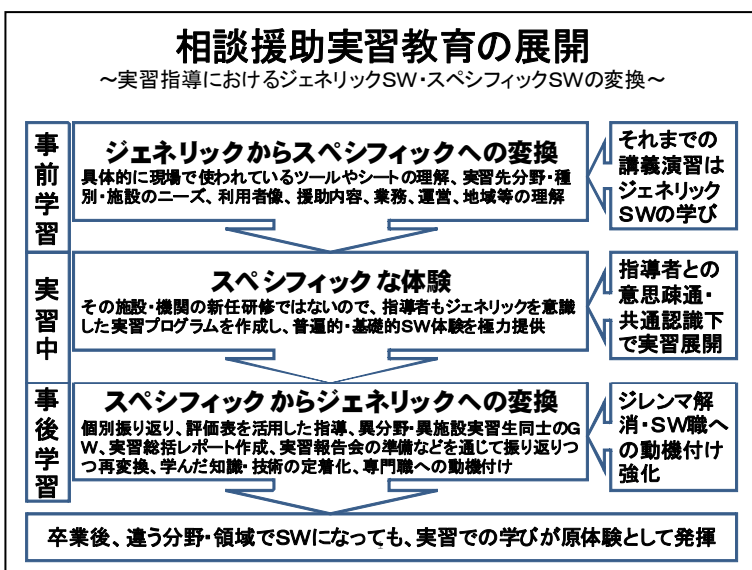 相談援助実習教育の展開
～実習指導におけるジェネリックSW・スペシフィックSWの変換～
事前学習
ジェネリックからスペシフィックへの変換
具体的に現場で使われているツールやシートの理解、実習先分野・種
別・施設のニーズ、利用者像、援助内容、業務、運営、地域等の理解
それまでの
講義演習は
ジェネリック
SWの学び
実習中
スペシフィックな体験
その施設・機関の新任研修ではないので、指導者もジェネリックを意識
した実習プログラムを作成し、普遍的・基礎的SW体験を極力提供
指導者との
意思疎通・
共通認識下
で実習展開
事後学習
スペシフィックからジェネリックへの変換
個別振り返り、評価表を活用した指導、異分野・異施設実習生同士のG
W、実習総括レポート作成、実習報告会の準備などを通じて振り返りつ
つ再変換、学んだ知識・技術の定着化、専門職への動機付け
ジレンマ解
消・SW職へ
の動機付け
強化
卒業後、違う分野・領域でSWになっても、実習での学びが原体験として発揮
1